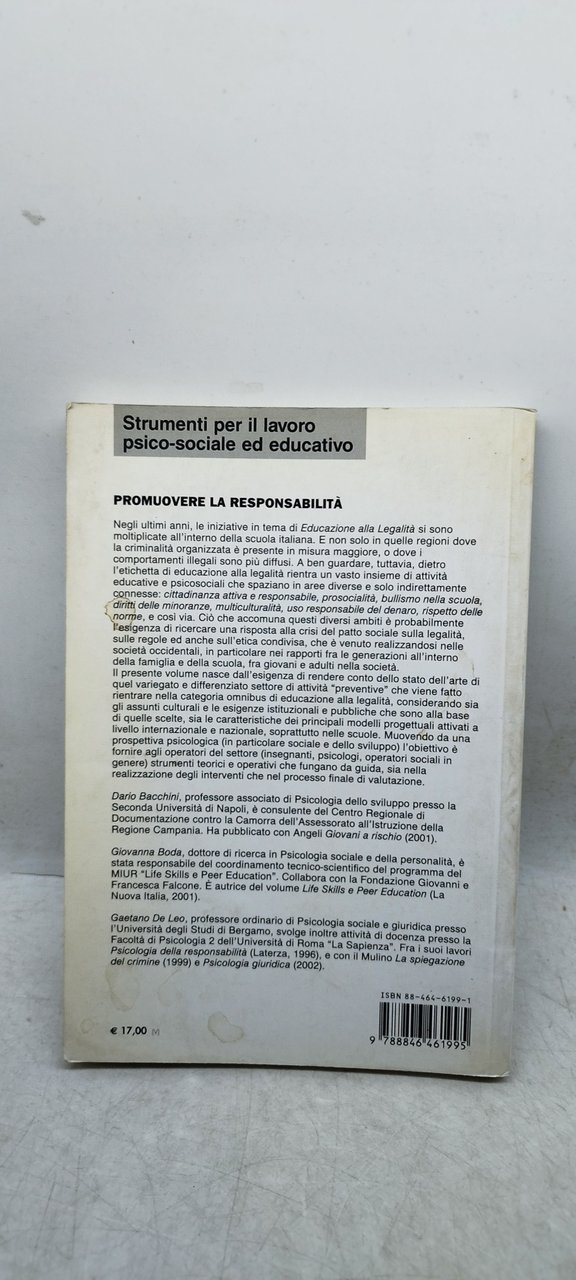 Strumenti per il lavoro
psico-sociale ed educativo
PROMUOVERE LA RESPONSABILITÀ
Negli ultimi anni, le iniziative in tema di Educazione alla Legalità si sono
moltiplicate all'interno della scuola italiana. E non solo in quelle regioni dove
la criminalità organizzata è presente in misura maggiore, o dove i
comportamenti illegali sono più diffusi. A ben guardare, tuttavia, dietro
l'etichetta di educazione alla legalità rientra un vasto insieme di attività
educative e psicosociali che spaziano in aree diverse e solo indirettamente
connesse: cittadinanza attiva e responsabile, prosocialità, bullismo nella scuola,
diritti delle minoranze, multiculturalità, uso responsabile del denaro, rispetto delle
norme, e così via. Ciò che accomuna questi diversi ambiti è probabilmente
l'esigenza di ricercare una risposta alla crisi del patto sociale sulla legalità,
sulle regole ed anche sull'etica condivisa, che è venuto realizzandosi nelle
società occidentali, in particolare nei rapporti fra le generazioni all'interno
della famiglia e della scuola, fra giovani e adulti nella società.
Il presente volume nasce dall'esigenza di rendere conto dello stato dell'arte di
quel variegato e differenziato settore di attività "preventive" che viene fatto
rientrare nella categoria omnibus di educazione alla legalità, considerando sia
gli assunti culturali e le esigenze istituzionali e pubbliche che sono alla base
di quelle scelte, sia le caratteristiche dei principali modelli progettuali attivati a
livello internazionale e nazionale, soprattutto nelle scuole. Muovendo da una
prospettiva psicologica (in particolare sociale e dello sviluppo) l'obiettivo è
fornire agli operatori del settore (insegnanti, psicologi, operatori sociali in
genere) strumenti teorici e operativi che fungano da guida, sia nella
realizzazione degli interventi che nel processo finale di valutazione.
Dario Bacchini, professore associato di Psicologia dello sviluppo presso la
Seconda Università di Napoli, è consulente del Centro Regionale di
Documentazione contro la Camorra dell'Assessorato all'Istruzione della
Regione Campania. Ha pubblicato con Angeli Giovani a rischio (2001).
Giovanna Boda, dottore di ricerca in Psicologia sociale e della personalità, è
stata responsabile del coordinamento tecnico-scientifico del programma del
MIUR "Life Skills e Peer Education". Collabora con la Fondazione Giovanni e
Francesca Falcone. È autrice del volume Life Skills e Peer Education (La
Nuova Italia, 2001).
Gaetano De Leo, professore ordinario di Psicologia sociale e giuridica presso
l'Università degli Studi di Bergamo, svolge inoltre attività di docenza presso la
Facoltà di Psicologia 2 dell'Università di Roma "La Sapienza". Fra i suoi lavori
Psicologia della responsabilità (Laterza, 1996), e con il Mulino La spiegazione
del crimine (1999) e Psicologia giuridica (2002).
ISBN 88-464-6199-1
€ 17,00 (V)
9 788846 461995